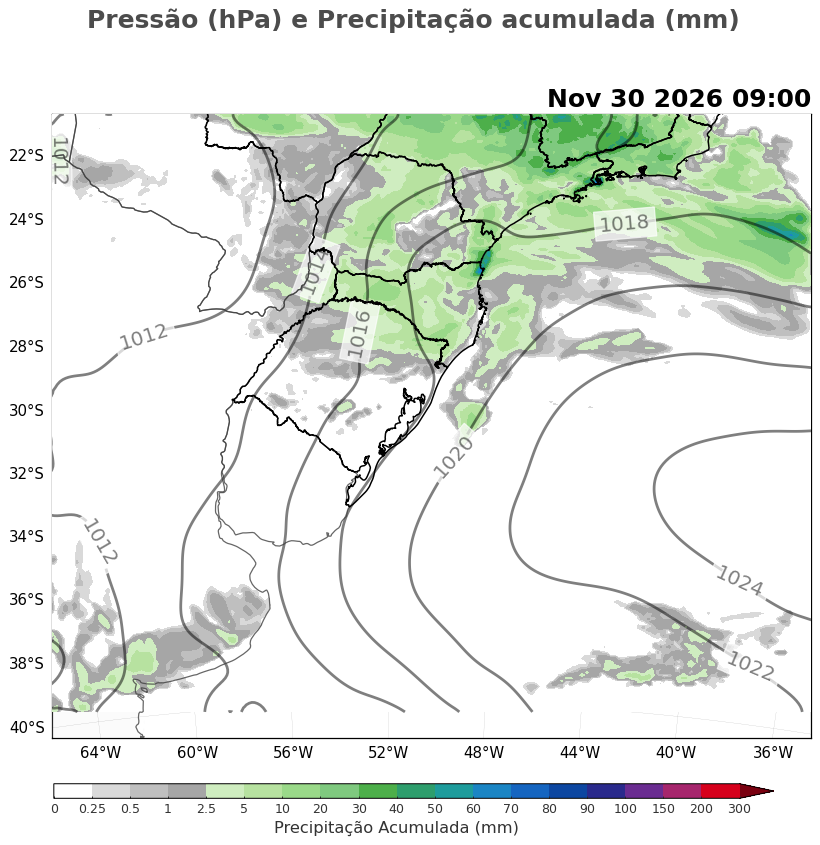 Pressão (hPa) e Precipitação acumulada (mm)
Nov 30 2026 09:00
22°S
24°S
26°S
28°S
30°S
32°S
34°S
36°S
38°S
40°S
1012
1018
1014
1012
1016
1020
1012
1024
1022
64°W 60°W 56°W 52°W 48°W 44°W 40°W 36°W
0 0.25 0.5 1 2.5 5 10 20 30 40 50 60 70 80 90 100 150 200 300
Precipitação Acumulada (mm)